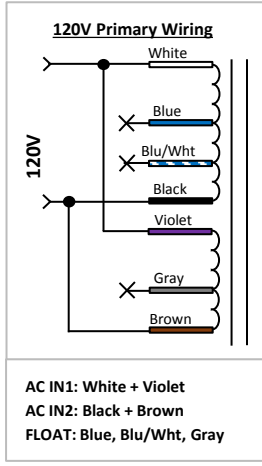 120V Primary Wiring
White
Blue
Blu/Wht
120V
Black
Violet
Gray
Brown
AC IN1: White + Violet
AC IN2: Black + Brown
FLOAT: Blue, Blu/Wht, Gray